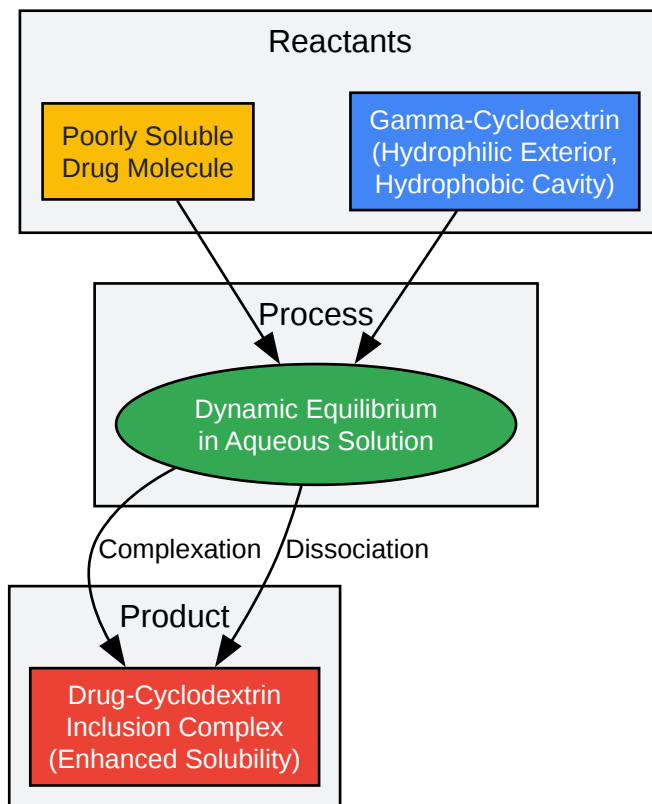 Reactants
Poorly Soluble
Drug Molecule
Gamma-Cyclodextrin
(Hydrophilic Exterior,
Hydrophobic Cavity)
Process
Dynamic Equilibrium
in Aqueous Solution
Complexation
Dissociation
Product
Drug-Cyclodextrin
Inclusion Complex
(Enhanced Solubility)